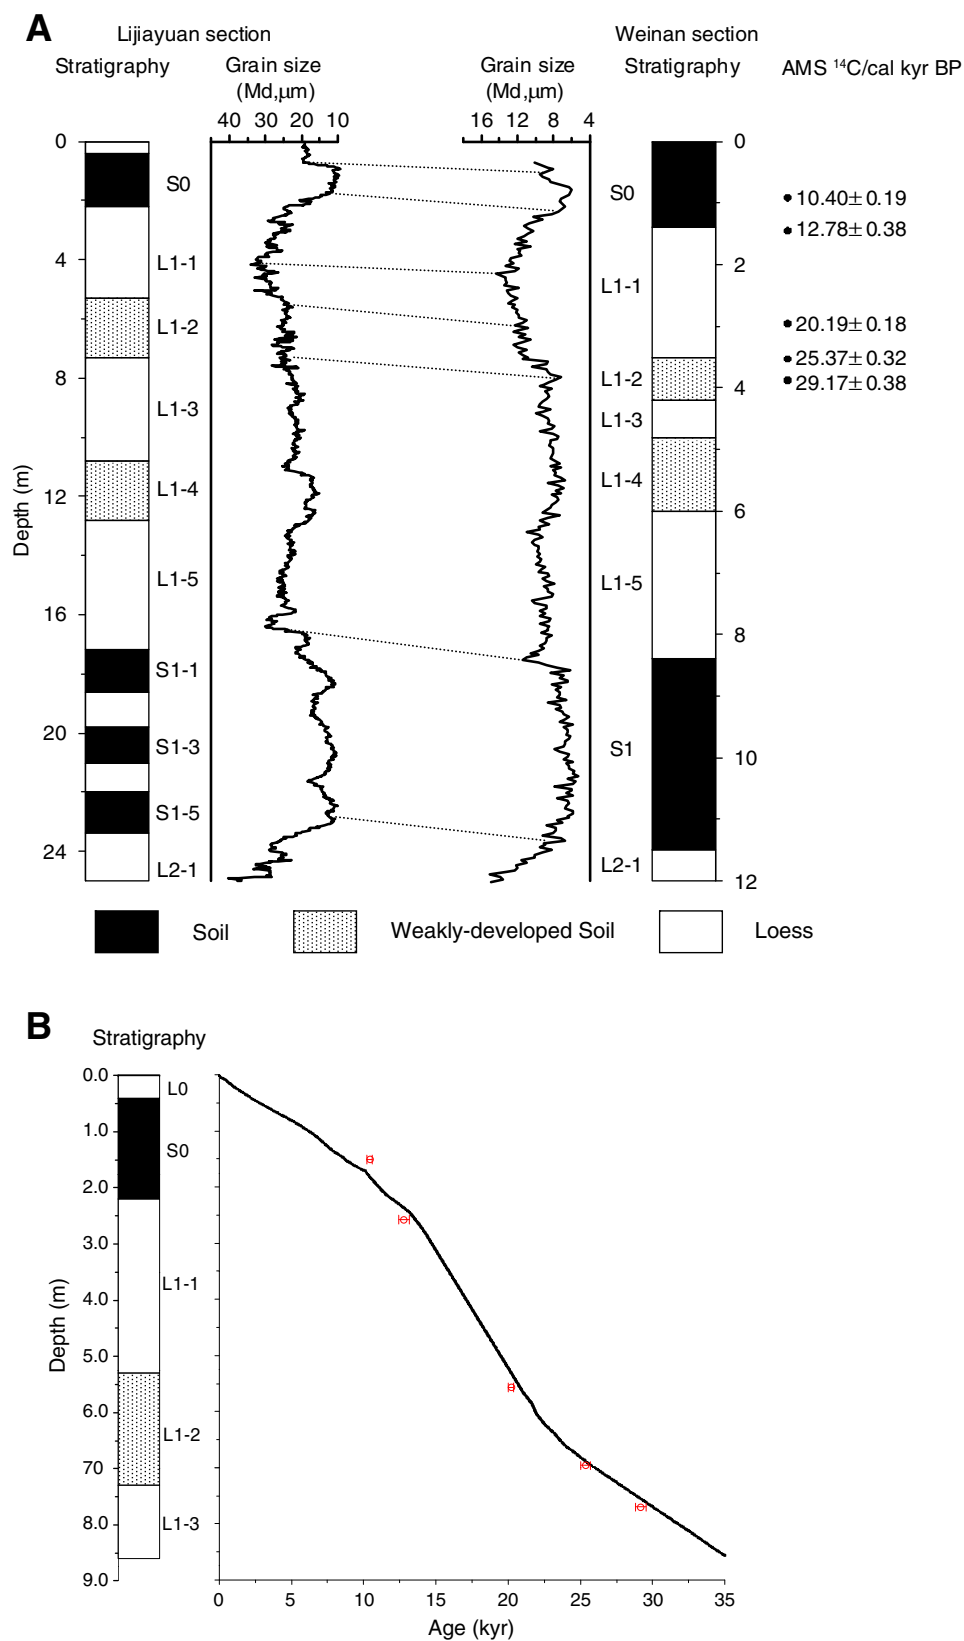 A
Lijiayuan section
Weinan section
Stratigraphy
Grain size
(Md,μm)
Grain size
(Md,μm)
Stratigraphy
AMS ¹⁴C/cal kyr BP
40 30 20 10
16 12 8 4
0
4
8
12
16
20
24
Depth (m)
S0
L1-1
L1-2
L1-3
L1-4
L1-5
S1-1
S1-3
S1-5
L2-1
S0
L1-1
L1-2
L1-3
L1-4
L1-5
S1
L2-1
0
2
4
6
8
10
12
10.40±0.19
12.78±0.38
20.19±0.18
25.37±0.32
29.17±0.38
Soil
Weakly-developed Soil
Loess
B
Stratigraphy
0.0
1.0
2.0
3.0
4.0
5.0
6.0
70
8.0
9.0
Depth (m)
L0
S0
L1-1
L1-2
L1-3
0 5 10 15 20 25 30 35
Age (kyr)